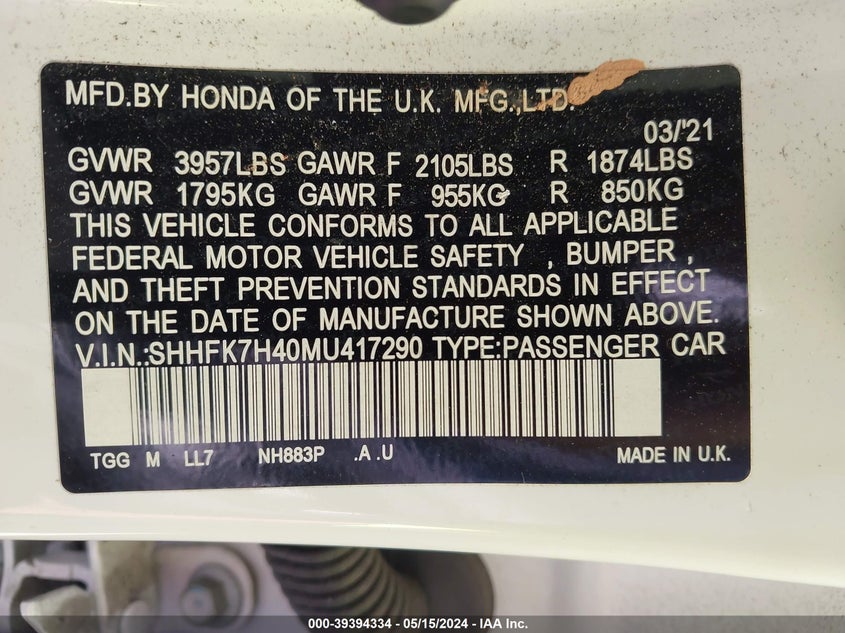 MFD.BY HONDA OF THE U.K. MFG.,LTD.
03/'21
GVWR 3957LBS GAWR F 2105LBS R 1874LBS
GVWR 1795KG GAWR F 955KG R 850KG
THIS VEHICLE CONFORMS TO ALL APPLICABLE
FEDERAL MOTOR VEHICLE SAFETY , BUMPER ,
AND THEFT PREVENTION STANDARDS IN EFFECT
ON THE DATE OF MANUFACTURE SHOWN ABOVE.
V.I.N.:SHHFK7H40MU417290 TYPE:PASSENGER CAR
TGG M LL7 NH883P .A .U MADE IN U.K.
000-39394334 / 05/15/2024 / IAA Inc.